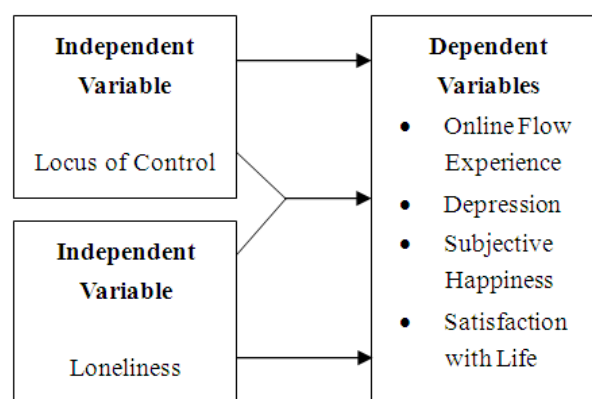 Independent
Variable
Locus of Control
Independent
Variable
Loneliness
Dependent
Variables
• Online Flow
Experience
• Depression
• Subjective
Happiness
• Satisfaction
with Life